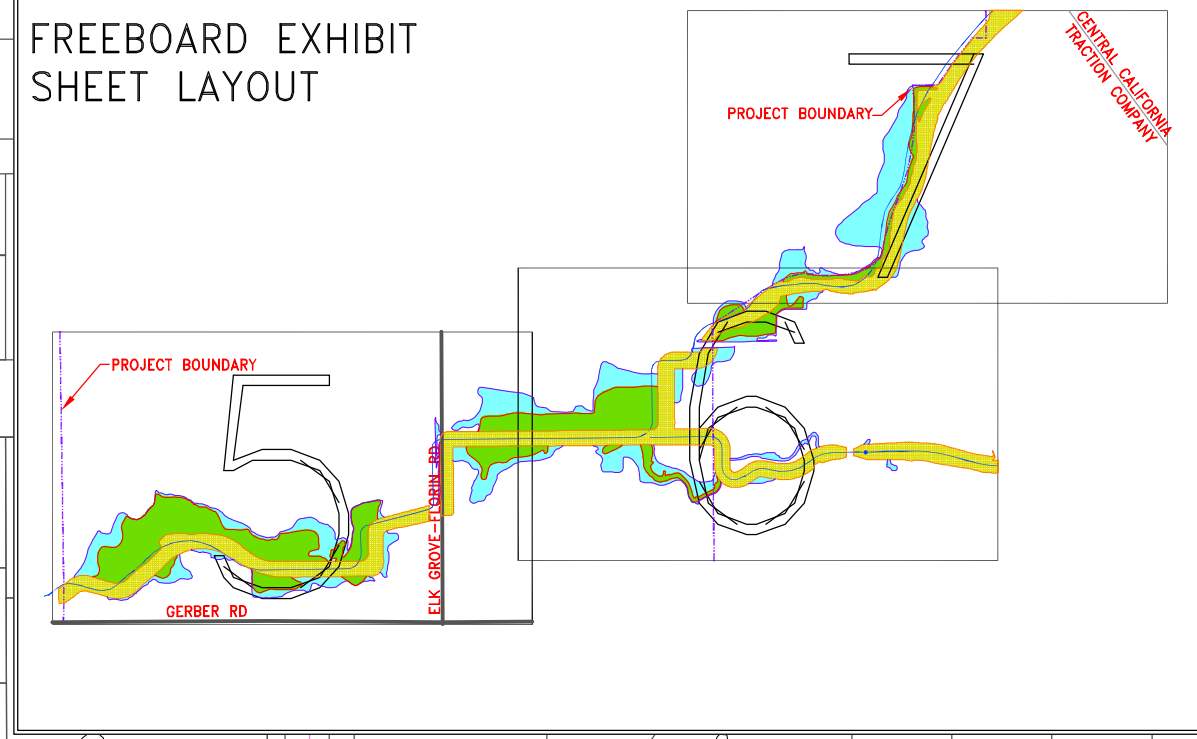 FREEBOARD EXHIBIT
SHEET LAYOUT
CENTRAL CALIFORNIA
TRACTION COMPANY
7
PROJECT BOUNDARY
6
PROJECT BOUNDARY
5
ELK GROVE-FLORIN RD
GERBER RD